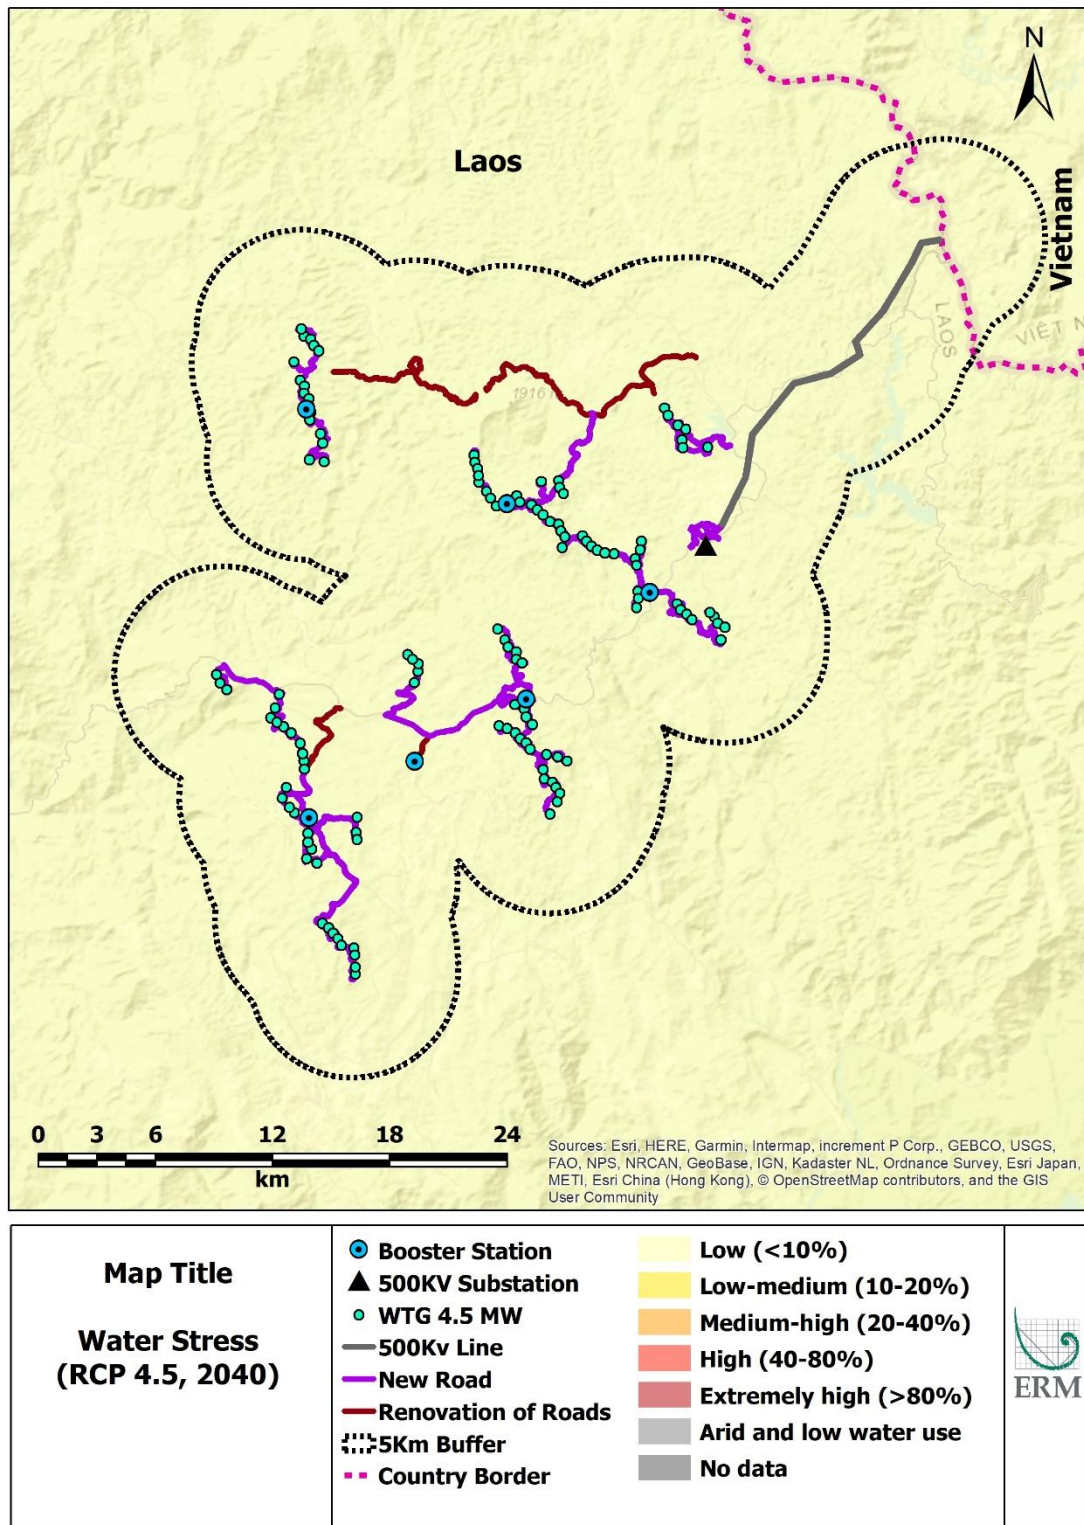 N
Laos
Vietnam
LAOS
VIÊT N
1916 m
0 3 6 12 18 24
km
Sources: Esri, HERE, Garmin, Intermap, increment P Corp., GEBCO, USGS,
FAO, NPS, NRCAN, GeoBase, IGN, Kadaster NL, Ordnance Survey, Esri Japan,
METI, Esri China (Hong Kong), © OpenStreetMap contributors, and the GIS
User Community
Map Title
Water Stress
(RCP 4.5, 2040)
Booster Station
500KV Substation
WTG 4.5 MW
500Kv Line
New Road
Renovation of Roads
5Km Buffer
Country Border
Low (<10%)
Low-medium (10-20%)
Medium-high (20-40%)
High (40-80%)
Extremely high (>80%)
Arid and low water use
No data
ERM